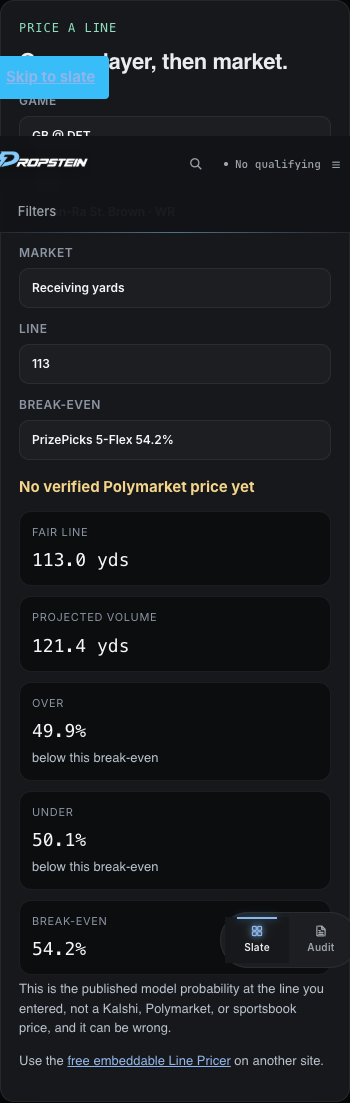 PRICE A LINE
layer, then market.
Skip to slate
GAME
GB @ DET
DROPSTEIN
• No qualifying
Filters
n-Ra St. Brown · WR
MARKET
Receiving yards
LINE
113
BREAK-EVEN
PrizePicks 5-Flex 54.2%
No verified Polymarket price yet
FAIR LINE
113.0 yds
PROJECTED VOLUME
121.4 yds
OVER
49.9%
below this break-even
UNDER
50.1%
below this break-even
BREAK-EVEN
54.2%
Slate
Audit
This is the published model probability at the line you
entered, not a Kalshi, Polymarket, or sportsbook
price, and it can be wrong.
Use the free embeddable Line Pricer on another site.